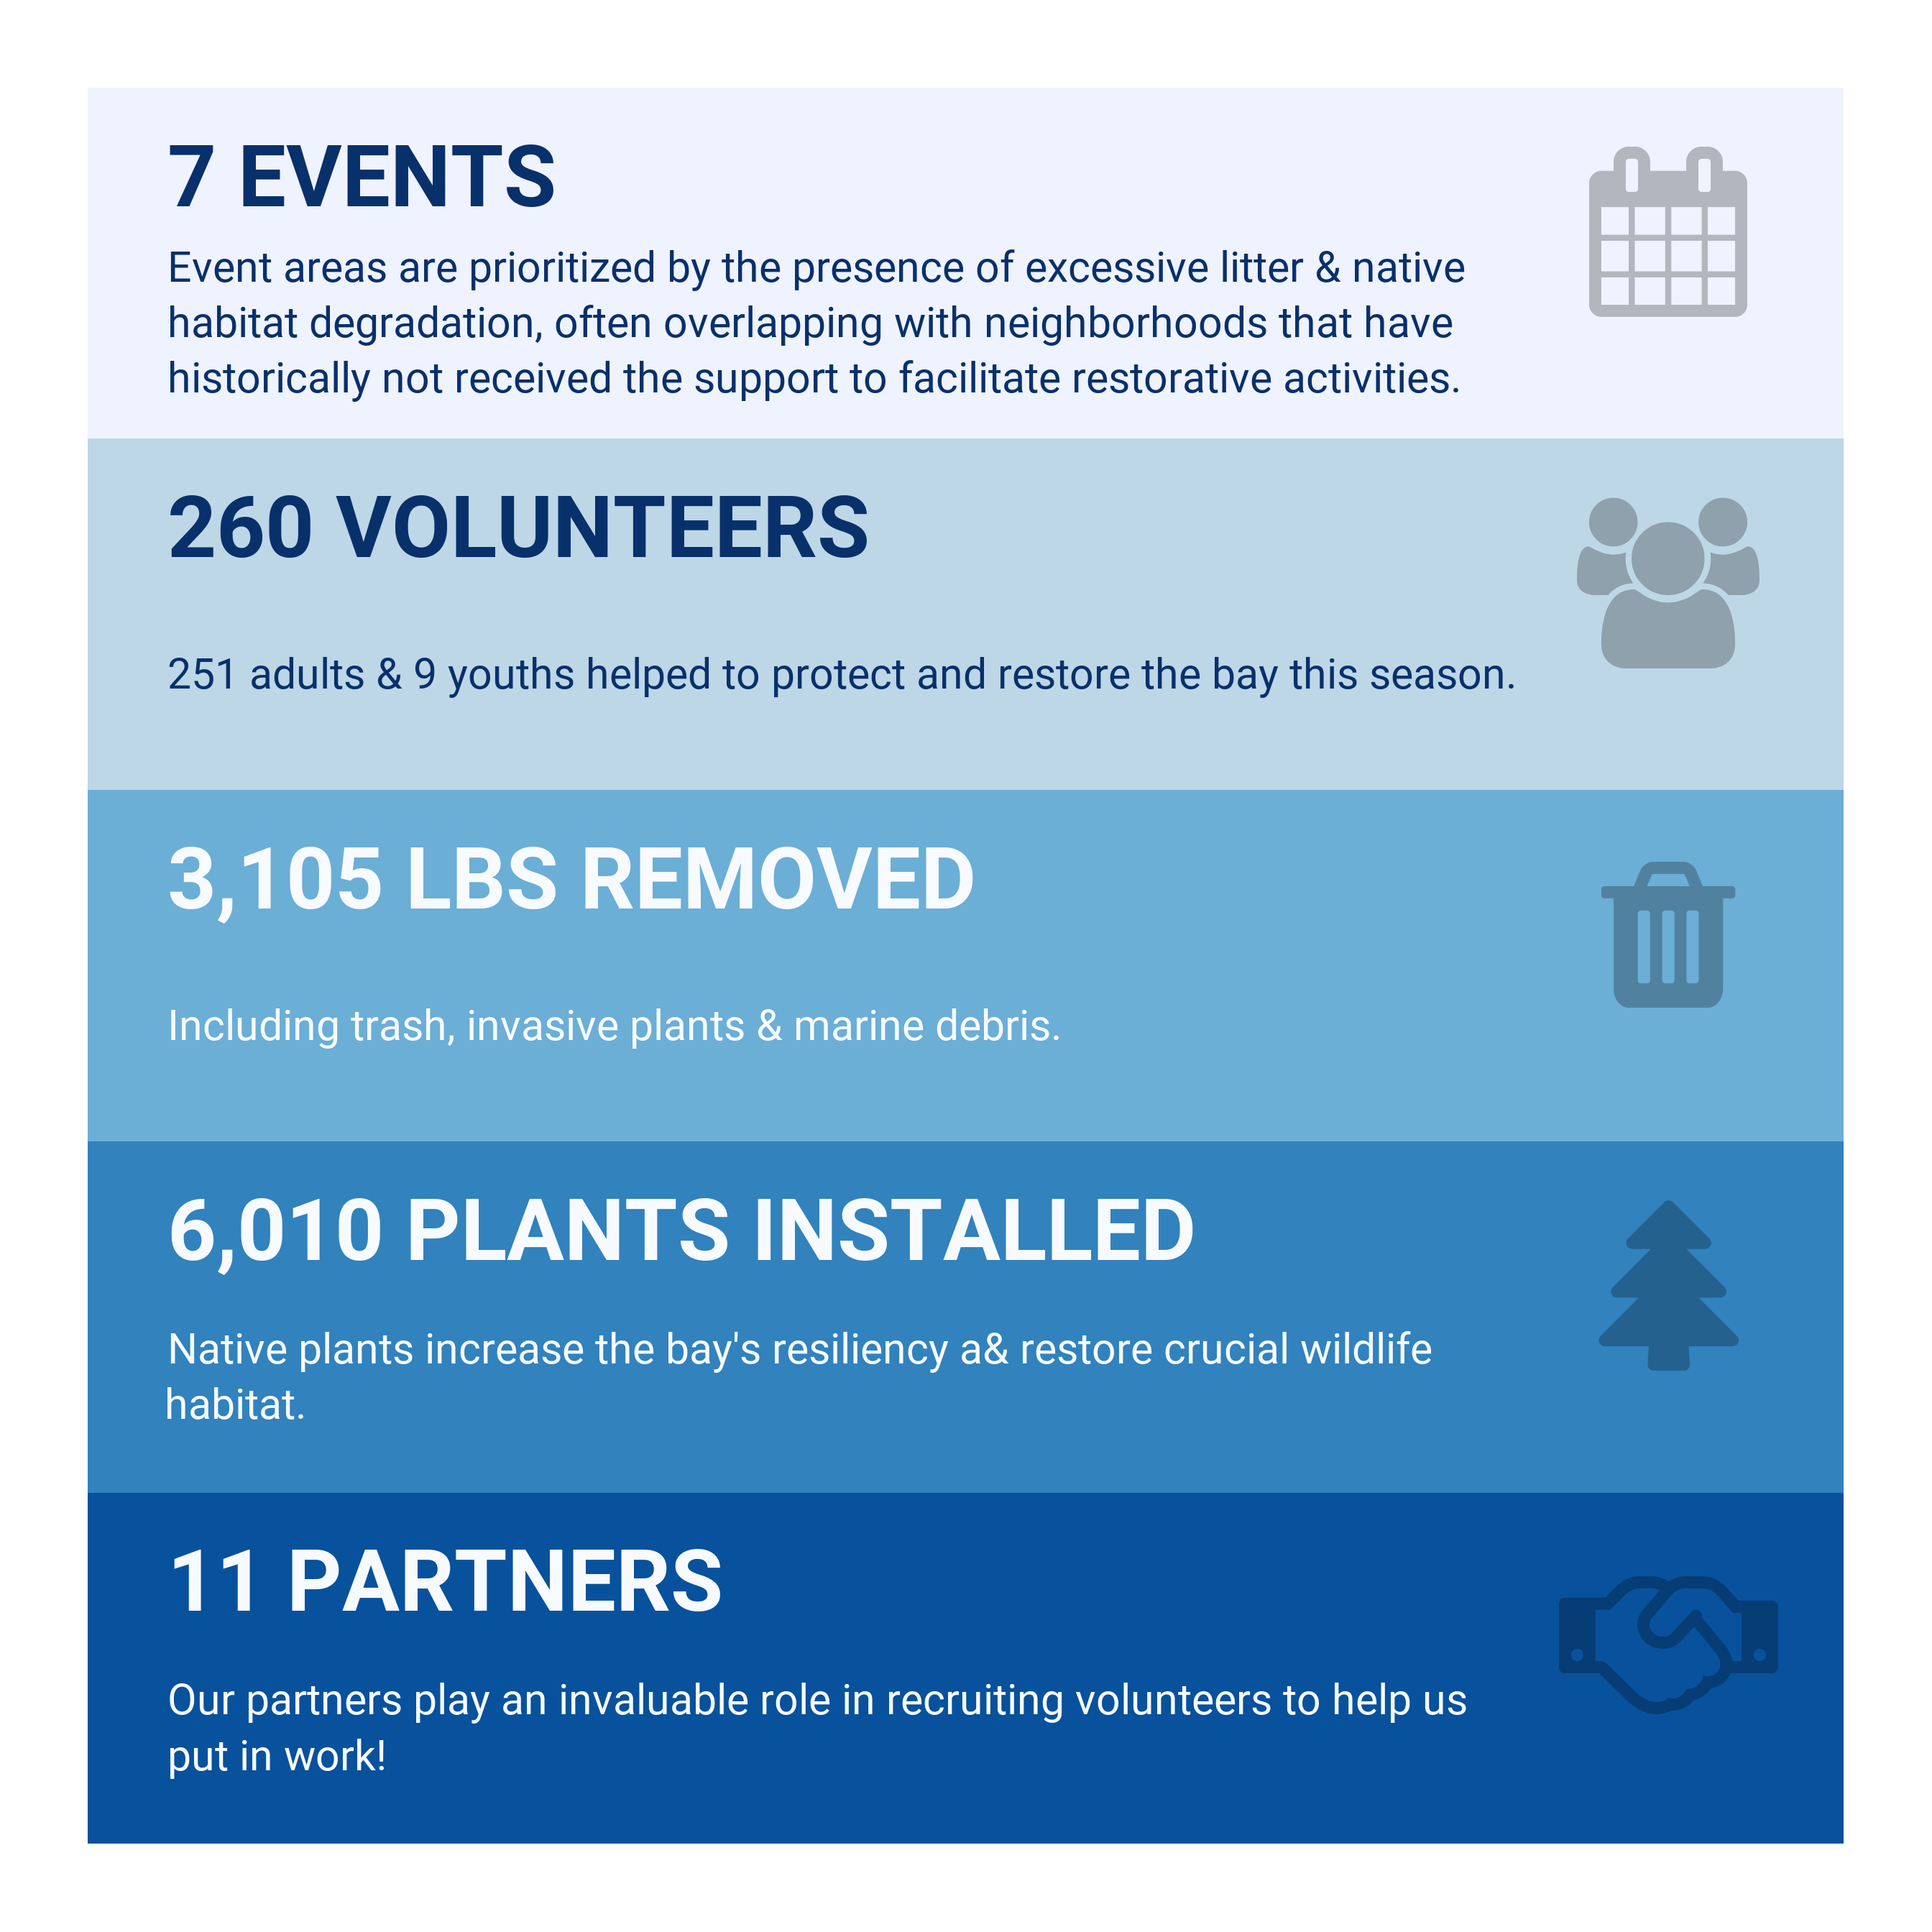 7 EVENTS
Event areas are prioritized by the presence of excessive litter & native
habitat degradation, often overlapping with neighborhoods that have
historically not received the support to facilitate restorative activities.
260 VOLUNTEERS
251 adults & 9 youths helped to protect and restore the bay this season.
3,105 LBS REMOVED
Including trash, invasive plants & marine debris.
6,010 PLANTS INSTALLED
Native plants increase the bay's resiliency a& restore crucial wildlife
habitat.
11 PARTNERS
Our partners play an invaluable role in recruiting volunteers to help us
put in work!